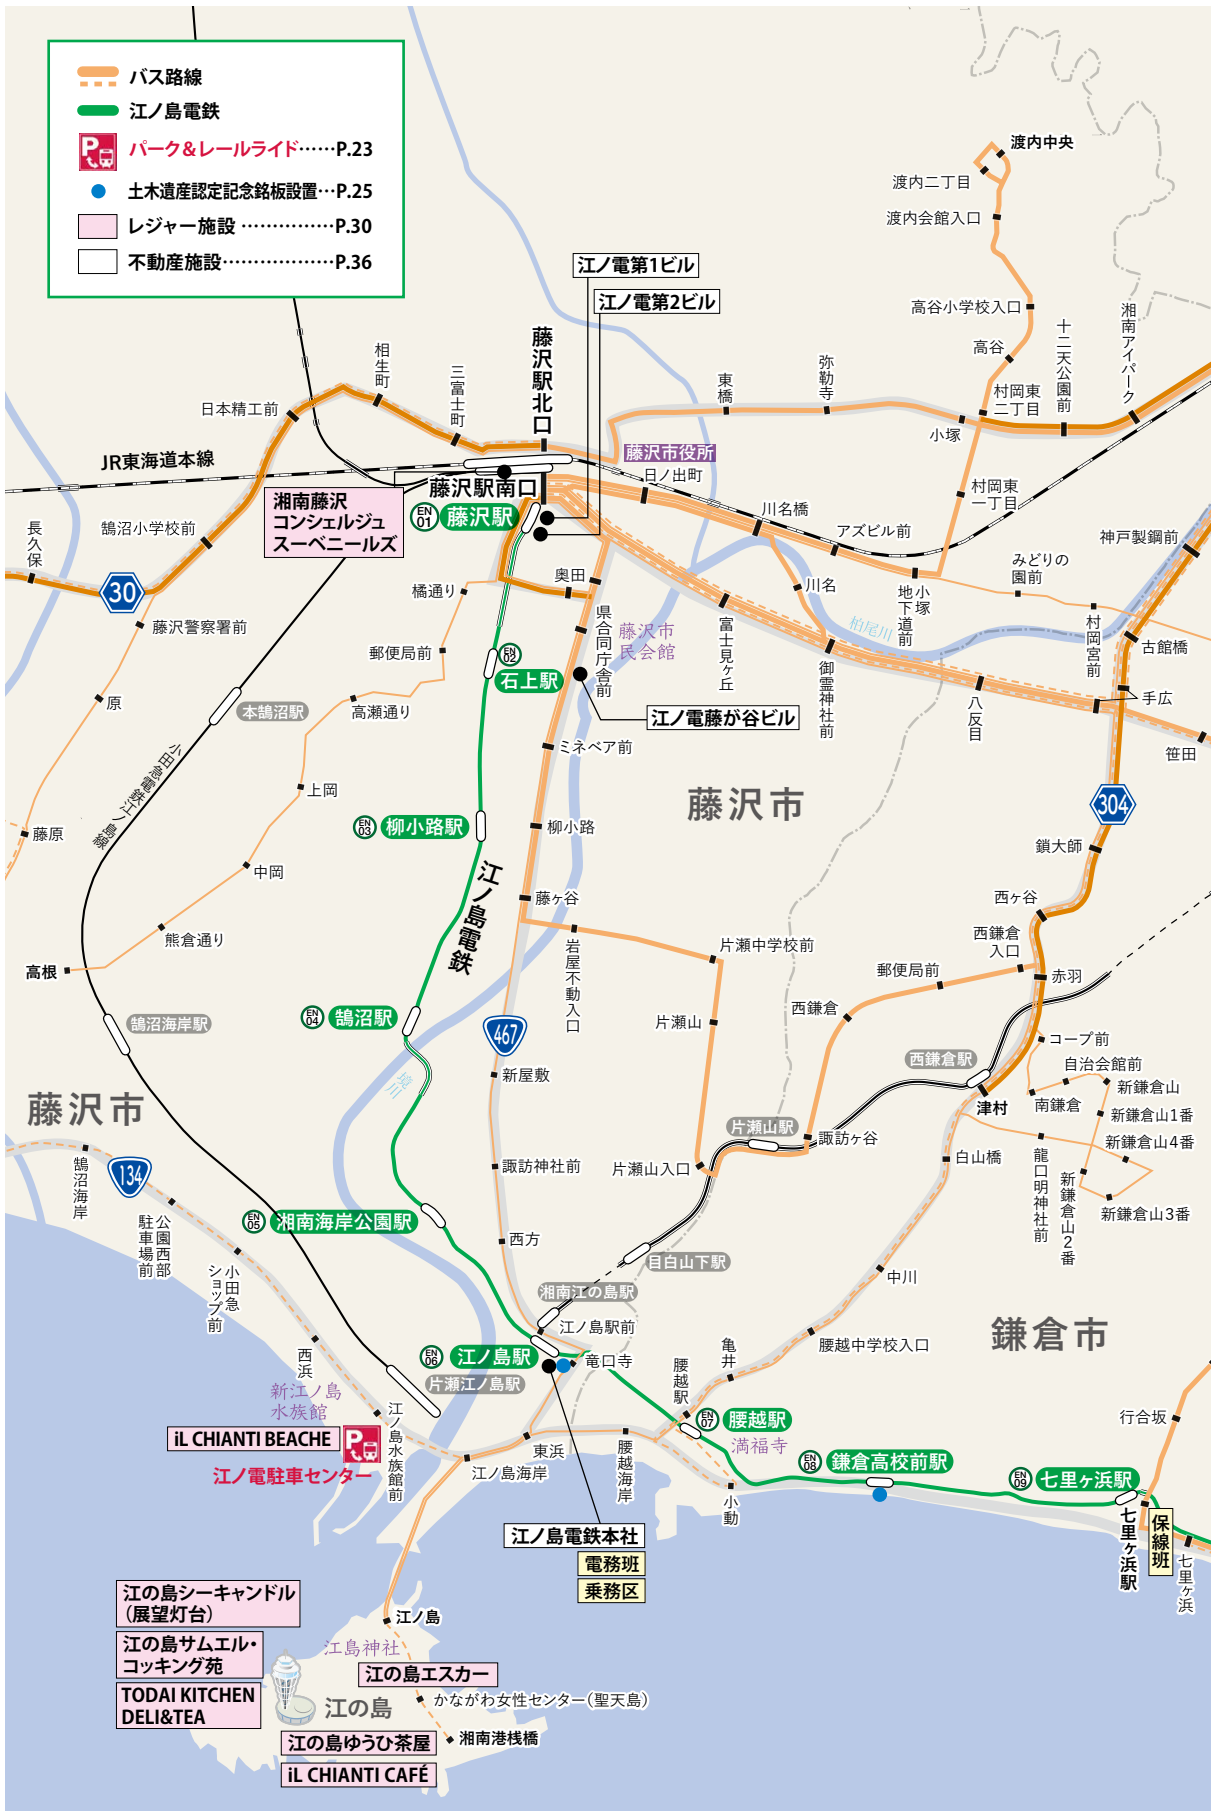 バス路線
江ノ島電鉄
パーク&レールライド……P.23
土木遺産認定記念銘板設置…P.25
レジャー施設……………P.30
不動産施設………………P.36
渡内中央
渡内二丁目
渡内会館入口
高谷小学校入口
高谷
十二天公園前
湘南アイパーク
村岡東
二丁目
小塚
村岡東
一丁目
江ノ電第1ビル
江ノ電第2ビル
藤沢駅北口
相生町
三富士町
日本精工前
東橋
弥勒寺
藤沢市役所
日ノ出町
JR東海道本線
藤沢駅南口
湘南藤沢
コンシェルジュ
スーベニールズ
EN
01
藤沢駅
川名橋
アズビル前
神戸製鋼前
鵠沼小学校前
長久保
30
みどりの
園前
奥田
橘通り
川名
小塚
地下道前
藤沢警察署前
県合同庁舎前
藤沢市
民会館
富士見ヶ丘
柏尾川
村岡宮前
古館橋
郵便局前
EN
02
石上駅
御霊神社前
八反目
手広
原
本鵠沼駅
高瀬通り
江ノ電藤が谷ビル
笹田
小田急電鉄江ノ島線
ミネベア前
上岡
藤沢市
304
藤原
EN
03
柳小路駅
柳小路
鎖大師
中岡
江ノ島電鉄
藤ヶ谷
西ヶ谷
熊倉通り
岩屋不動入口
片瀬中学校前
西鎌倉
入口
高根
郵便局前
赤羽
鵠沼海岸駅
EN
04
鵠沼駅
467
片瀬山
西鎌倉
コープ前
西鎌倉駅
自治会館前
新屋敷
境川
新鎌倉山
藤沢市
津村
南鎌倉
新鎌倉山1番
片瀬山駅
諏訪ヶ谷
新鎌倉山4番
鵠沼海岸
134
諏訪神社前
片瀬山入口
白山橋
龍口明神社前
新鎌倉山2番
新鎌倉山3番
公園西部
駐車場前
EN
05
湘南海岸公園駅
西方
目白山下駅
小田急
ショップ前
湘南江の島駅
中川
江ノ島駅前
鎌倉市
腰越中学校入口
EN
06
江ノ島駅
竜口寺
西浜
片瀬江ノ島駅
亀井
腰越駅
新江ノ島
水族館
江ノ島水族館前
EN
07
腰越駅
満福寺
行合坂
iL CHIANTI BEACHE
江ノ電駐車センター
東浜
江ノ島海岸
腰越海岸
EN
08
鎌倉高校前駅
EN
09
七里ヶ浜駅
小動
七里ヶ浜駅
保線班
七里ヶ浜
江ノ島電鉄本社
電務班
乗務区
江の島シーキャンドル
（展望灯台）
江ノ島
江の島サムエル・
コッキング苑
江島神社
江の島エスカー
TODAI KITCHEN
DELI&TEA
江の島
かながわ女性センター（聖天島）
江の島ゆうひ茶屋
湘南港桟橋
iL CHIANTI CAFÉ